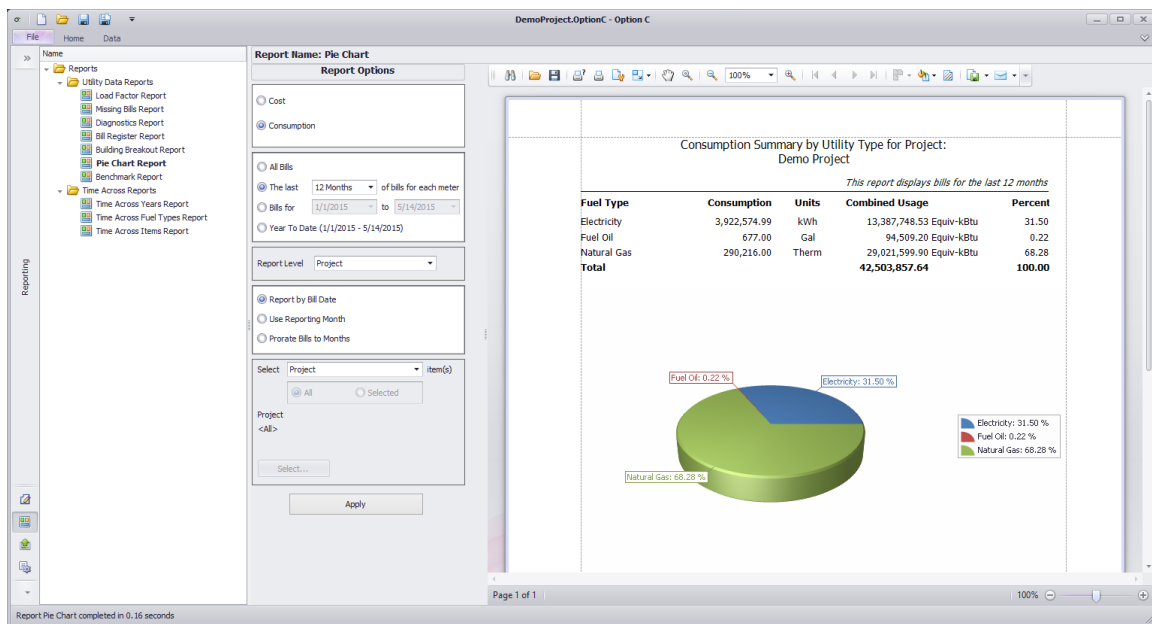 DemoProject.OptionC - Option C
File Home Data
Name
Reports
Utility Data Reports
Load Factor Report
Missing Bills Report
Diagnostics Report
Bill Register Report
Building Breakout Report
Pie Chart Report
Benchmark Report
Time Across Reports
Time Across Years Report
Time Across Fuel Types Report
Time Across Items Report
Reporting
Report Name: Pie Chart
Report Options
Cost
Consumption
All Bills
The last 12 Months of bills for each meter
Bills for 1/1/2015 to 5/14/2015
Year To Date (1/1/2015 - 5/14/2015)
Report Level Project
Report by Bill Date
Use Reporting Month
Prorate Bills to Months
Select Project item(s)
All Selected
Project
<All>
Select...
Apply
100%
Consumption Summary by Utility Type for Project:
Demo Project
This report displays bills for the last 12 months
Fuel Type Consumption Units Combined Usage Percent
Electricity 3,922,574.99 kWh 13,387,748.53 Equiv-kBtu 31.50
Fuel Oil 677.00 Gal 94,509.20 Equiv-kBtu 0.22
Natural Gas 290,216.00 Therm 29,021,599.90 Equiv-kBtu 68.28
Total 42,503,857.64 100.00
Fuel Oil: 0.22 %
Electricity: 31.50 %
Natural Gas: 68.28 %
Electricity: 31.50 %
Fuel Oil: 0.22 %
Natural Gas: 68.28 %
Page 1 of 1
100%
Report Pie Chart completed in 0.16 seconds